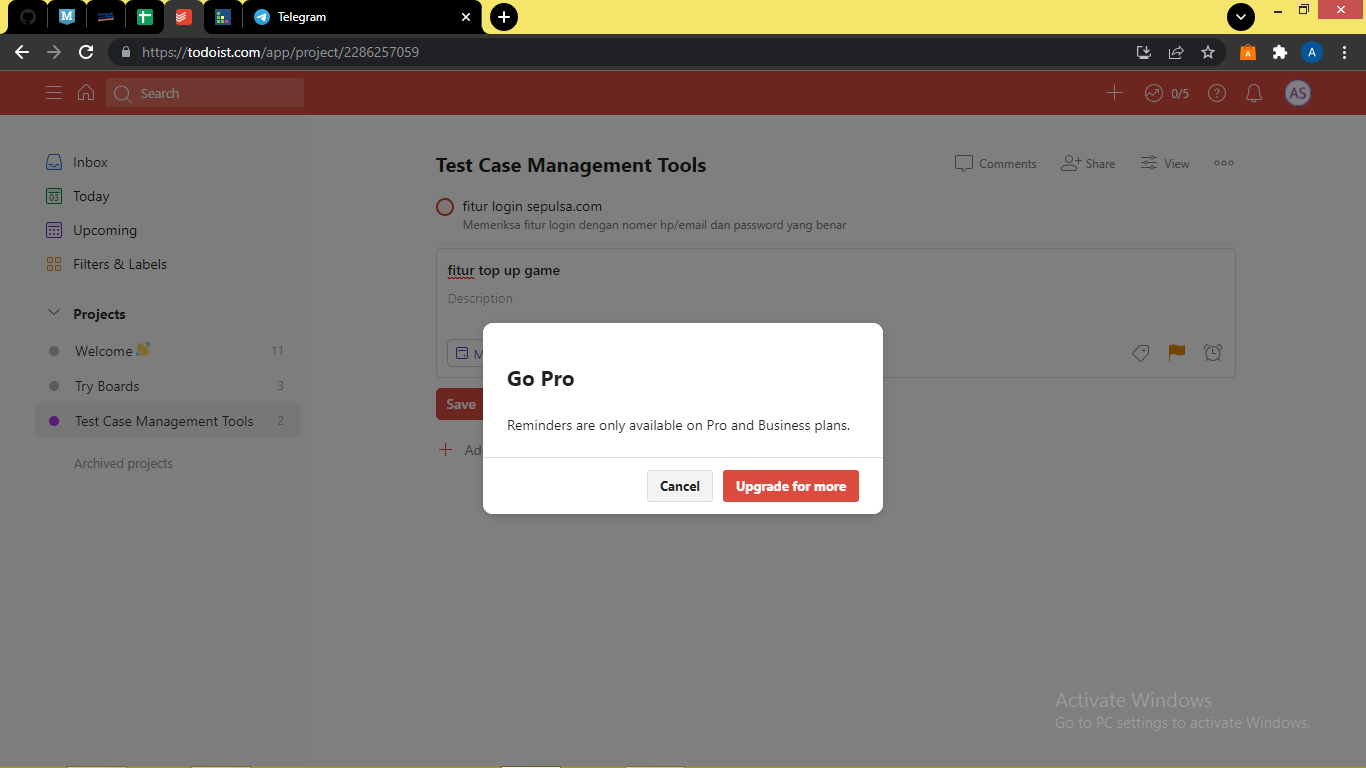 Telegram
https://todoist.com/app/project/2286257059
A
Search
0/5
AS
Inbox
03
Today
Upcoming
Filters & Labels
Projects
Welcome👋 11
Try Boards 3
Test Case Management Tools 2
Archived projects
Test Case Management Tools
Comments
Share
View
fitur login sepulsa.com
Memeriksa fitur login dengan nomer hp/email dan password yang benar
fitur top up game
Description
M
Save
Ad
Go Pro
Reminders are only available on Pro and Business plans.
Cancel
Upgrade for more
Activate Windows
Go to PC settings to activate Windows.